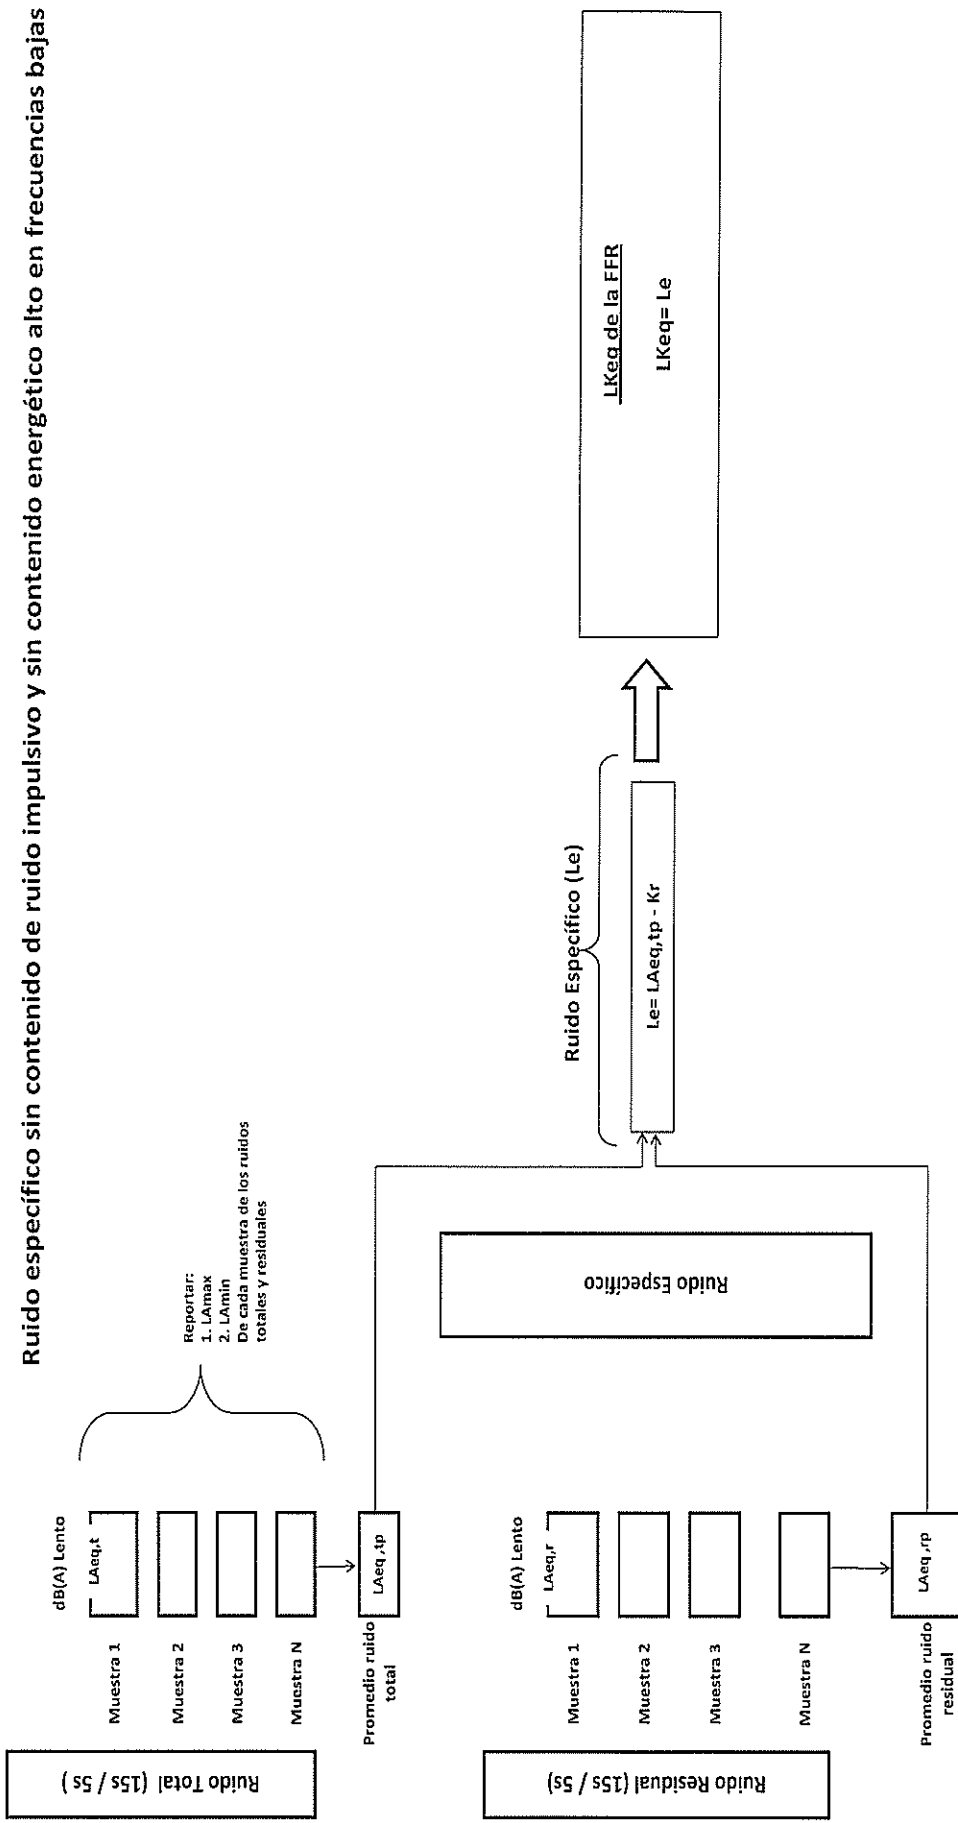 Ruido específico sin contenido de ruido impulsivo y sin contenido energético alto en frecuencias bajas
Ruido Total (15s / 5s )
dB(A) Lento
Muestra 1
LAeq,t
Muestra 2
Muestra 3
Muestra N
Promedio ruido
total
LAeq ,tp
Reportar:
1. LAmax
2. LAmin
De cada muestra de los ruidos
totales y residuales
Ruido Residual (15s / 5s)
dB(A) Lento
Muestra 1
LAeq,r
Muestra 2
Muestra 3
Muestra N
Promedio ruido
residual
LAeq ,rp
Ruido Específico
Ruido Específico (Le)
Le= LAeq,tp - Kr
LKeq de la FFR
LKeq= Le